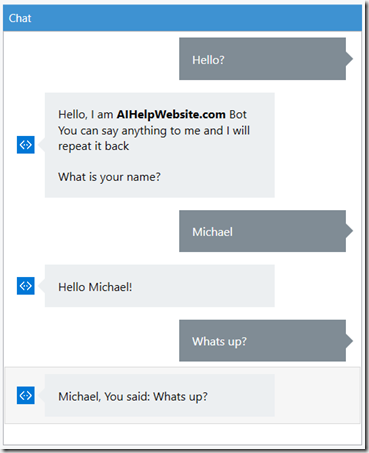 Chat
Hello?
Hello, I am AIHelpWebsite.com Bot
You can say anything to me and I will
repeat it back
What is your name?
Michael
Hello Michael!
Whats up?
Michael, You said: Whats up?